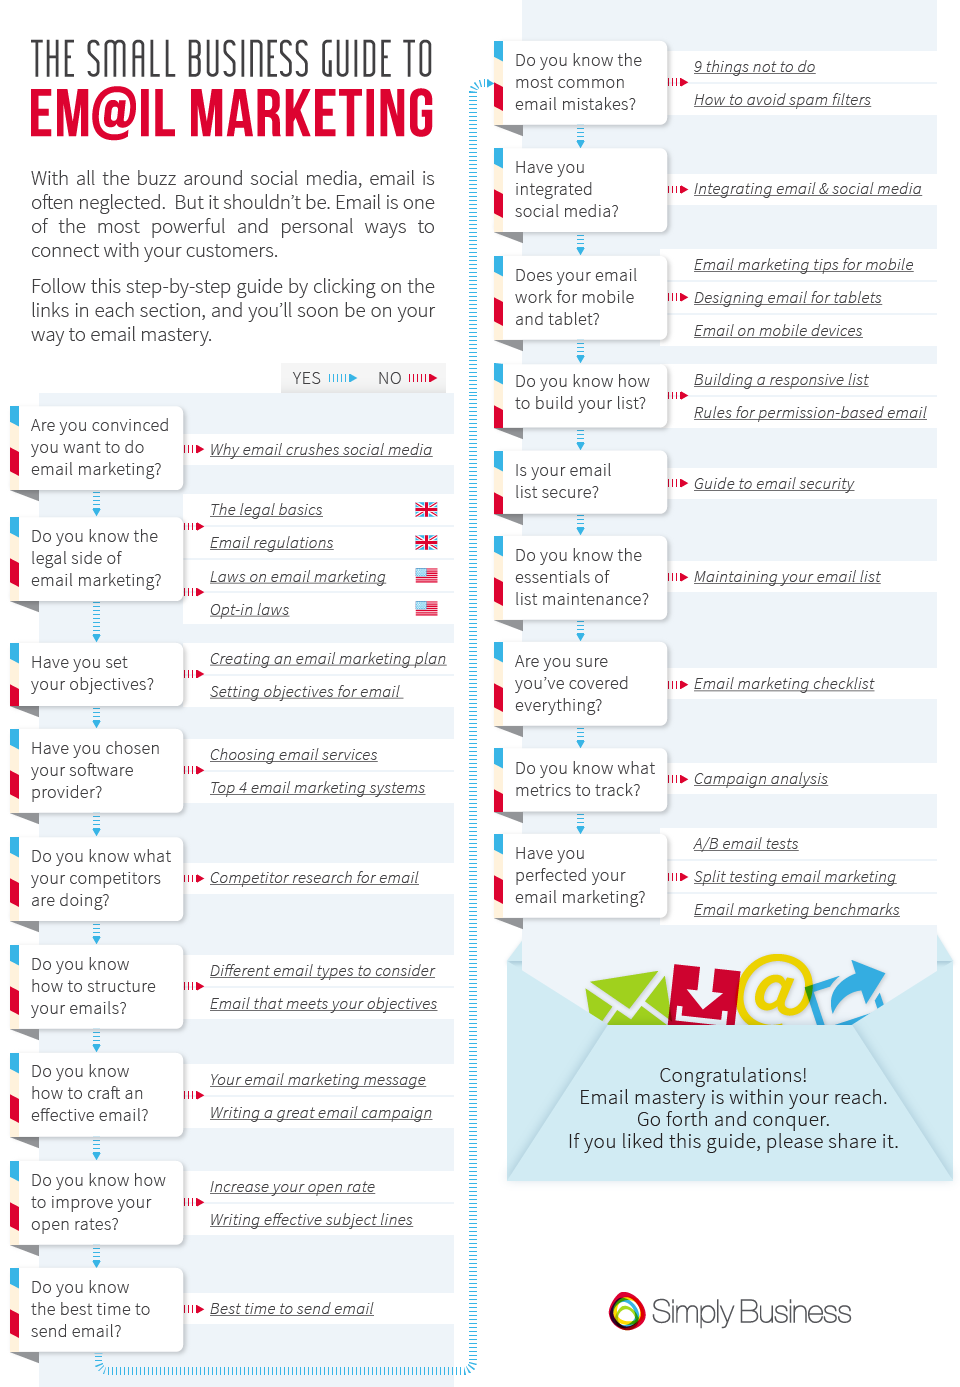 THE SMALL BUSINESS GUIDE TO
EM@IL MARKETING
With all the buzz around social media, email is
often neglected. But it shouldn't be. Email is one
of the most powerful and personal ways to
connect with your customers.
Follow this step-by-step guide by clicking on the
links in each section, and you'll soon be on your
way to email mastery.
YES NO
Are you convinced
you want to do
email marketing?
Why email crushes social media
Do you know the
legal side of
email marketing?
The legal basics
Email regulations
Laws on email marketing
Opt-in laws
Have you set
your objectives?
Creating an email marketing plan
Setting objectives for email
Have you chosen
your software
provider?
Choosing email services
Top 4 email marketing systems
Do you know what
your competitors
are doing?
Competitor research for email
Do you know
how to structure
your emails?
Different email types to consider
Email that meets your objectives
Do you know
how to craft an
effective email?
Your email marketing message
Writing a great email campaign
Do you know how
to improve your
open rates?
Increase your open rate
Writing effective subject lines
Do you know
the best time to
send email?
Best time to send email
Do you know the
most common
email mistakes?
9 things not to do
How to avoid spam filters
Have you
integrated
social media?
Integrating email & social media
Does your email
work for mobile
and tablet?
Email marketing tips for mobile
Designing email for tablets
Email on mobile devices
Do you know how
to build your list?
Building a responsive list
Rules for permission-based email
Is your email
list secure?
Guide to email security
Do you know the
essentials of
list maintenance?
Maintaining your email list
Are you sure
you've covered
everything?
Email marketing checklist
Do you know what
metrics to track?
Campaign analysis
Have you
perfected your
email marketing?
A/B email tests
Split testing email marketing
Email marketing benchmarks
@
Congratulations!
Email mastery is within your reach.
Go forth and conquer.
If you liked this guide, please share it.
Simply Business